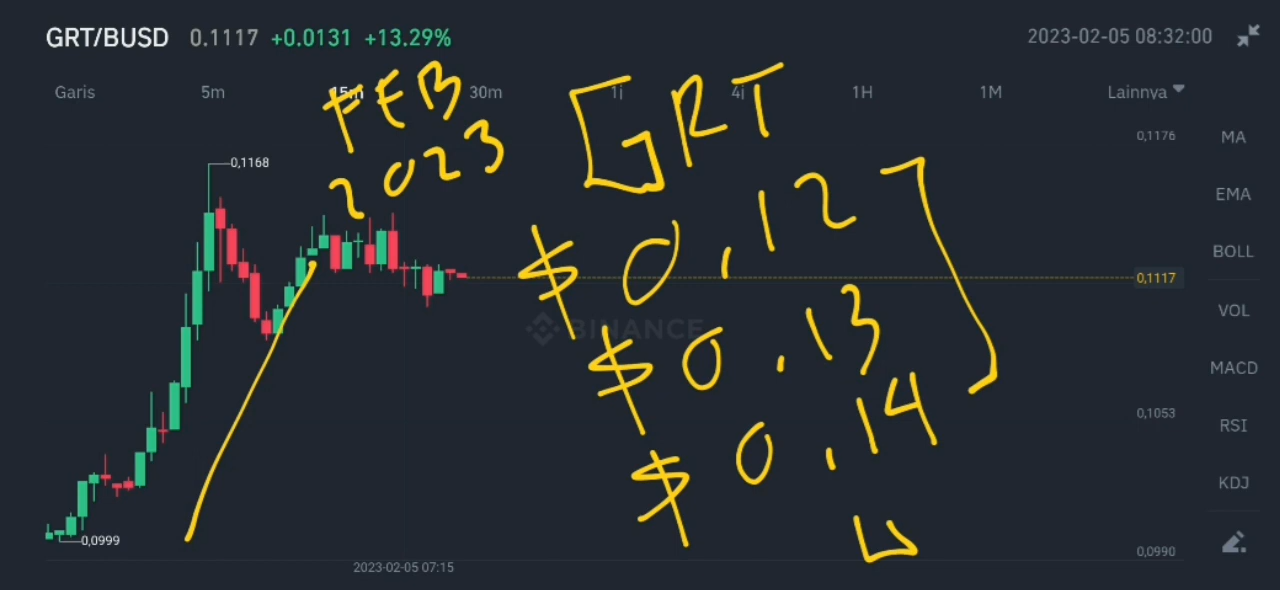 GRT/BUSD 0.1117 +0.0131 +13.29% 2023-02-05 08:32:00
Garis 5m 15m 30m 1j 4j 1H 1M Lainnya
FEB
2023
GRT
$ 0,12
$ 0.13
$ 0.14
0,1168
0,0999
0,1176
0,1117
0,1053
0,0990
BINANCE
2023-02-05 07:15
MA
EMA
BOLL
VOL
MACD
RSI
KDJ